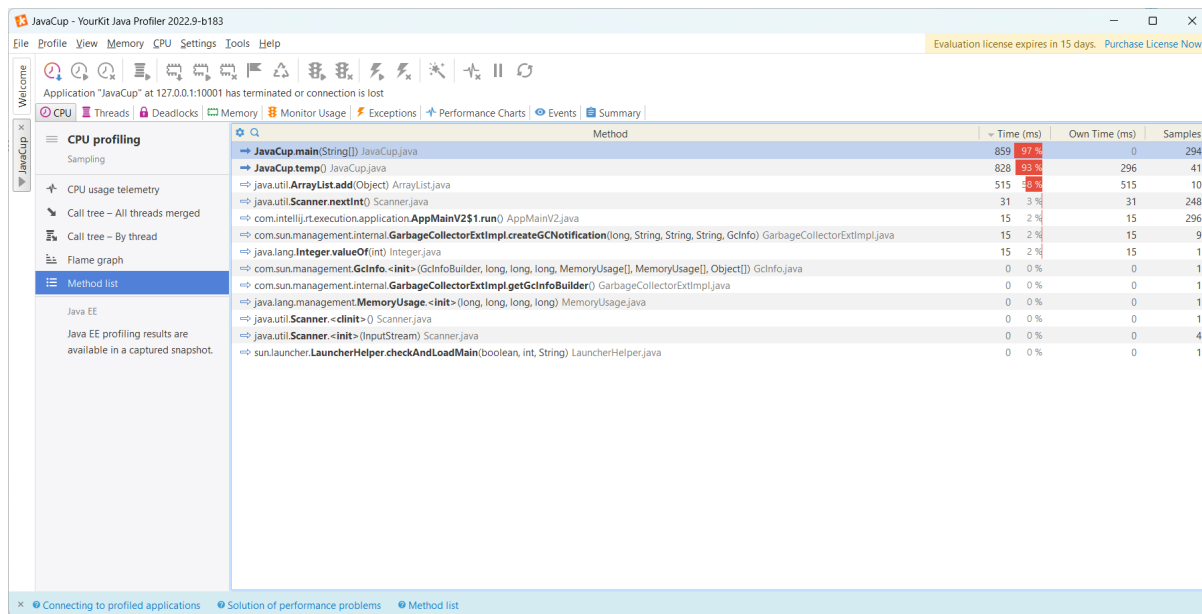 JavaCup - YourKit Java Profiler 2022.9-b183
File Profile View Memory CPU Settings Tools Help
Evaluation license expires in 15 days. Purchase License Now
Welcome
JavaCup
Application "JavaCup" at 127.0.0.1:10001 has terminated or connection is lost
CPU Threads Deadlocks Memory Monitor Usage Exceptions Performance Charts Events Summary
CPU profiling
Sampling
CPU usage telemetry
Call tree – All threads merged
Call tree – By thread
Flame graph
Method list
Java EE
Java EE profiling results are
available in a captured snapshot.
Method Time (ms) Own Time (ms) Samples
JavaCup.main(String[]) JavaCup.java 859 97 % 0 294
JavaCup.temp() JavaCup.java 828 93 % 296 41
java.util.ArrayList.add(Object) ArrayList.java 515 58 % 515 10
java.util.Scanner.nextInt() Scanner.java 31 3 % 31 248
com.intellij.rt.execution.application.AppMainV2$1.run() AppMainV2.java 15 2 % 15 296
com.sun.management.internal.GarbageCollectorExtImpl.createGCNotification(long, String, String, String, GcInfo) GarbageCollectorExtImpl.java 15 2 % 15 9
java.lang.Integer.valueOf(int) Integer.java 15 2 % 15 1
com.sun.management.GcInfo.<init>(GcInfoBuilder, long, long, long, MemoryUsage[], MemoryUsage[], Object[]) GcInfo.java 0 0 % 0 1
com.sun.management.internal.GarbageCollectorExtImpl.getGcInfoBuilder() GarbageCollectorExtImpl.java 0 0 % 0 1
java.lang.management.MemoryUsage.<init>(long, long, long, long) MemoryUsage.java 0 0 % 0 1
java.util.Scanner.<clinit>() Scanner.java 0 0 % 0 1
java.util.Scanner.<init>(InputStream) Scanner.java 0 0 % 0 4
sun.launcher.LauncherHelper.checkAndLoadMain(boolean, int, String) LauncherHelper.java 0 0 % 0 1
Connecting to profiled applications Solution of performance problems Method list